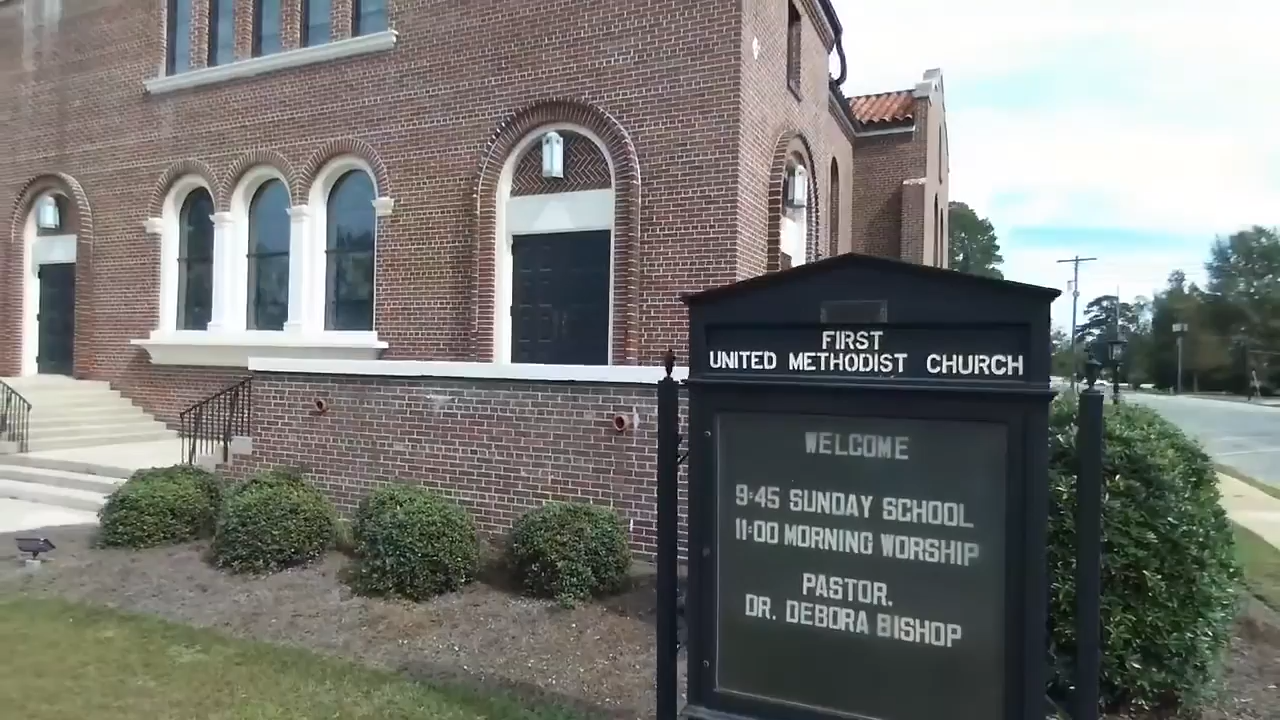 FIRST
UNITED METHODIST CHURCH
WELCOME
9:45 SUNDAY SCHOOL
11:00 MORNING WORSHIP
PASTOR.
DR. DEBORA BISHOP